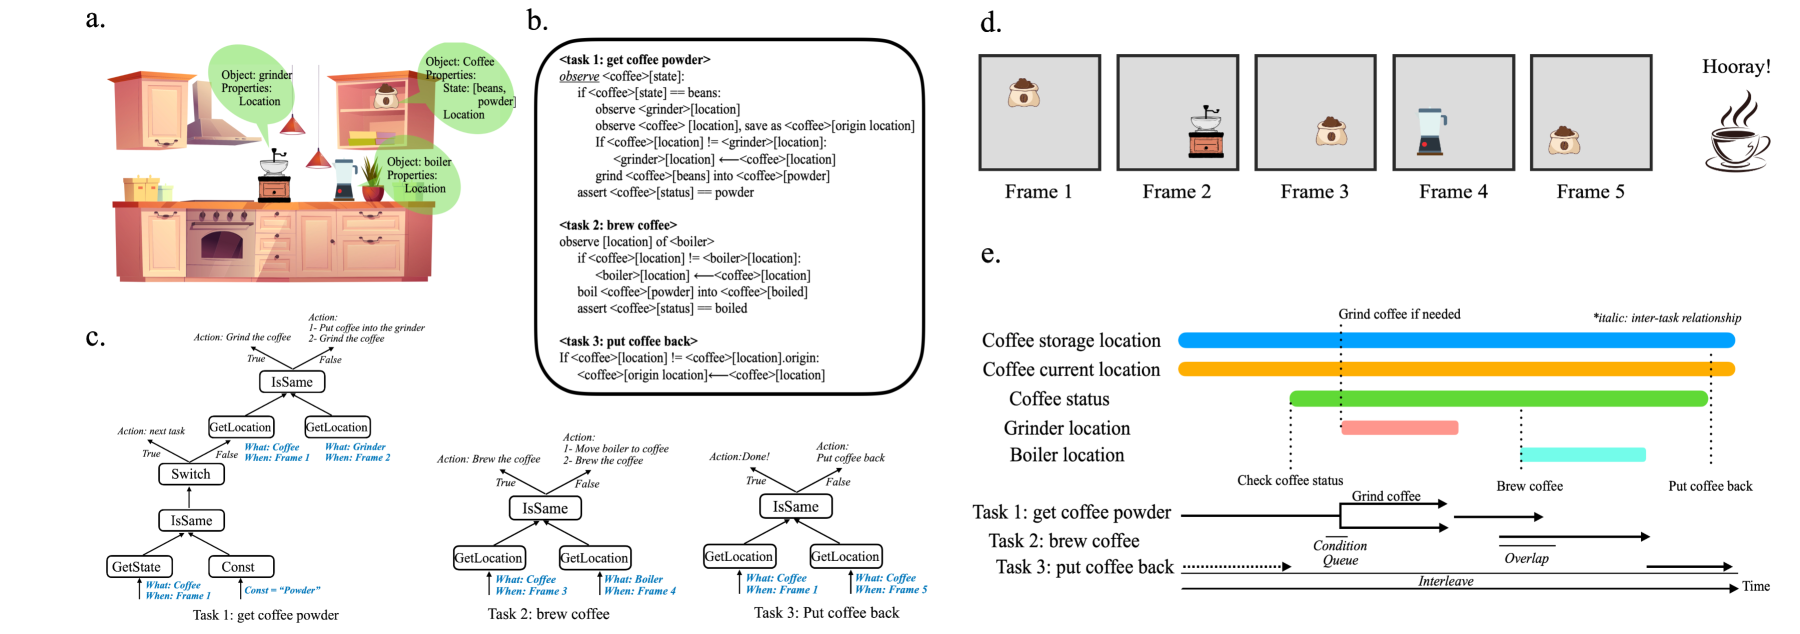 a.
Object: grinder
Properties:
Location
Object: Coffee
Properties:
State: [beans,
powder]
Location
Object: boiler
Properties:
Location
b.
<task 1: get coffee powder>
observe <coffee>[state]:
if <coffee>[state] == beans:
observe <grinder>[location]
observe <coffee> [location], save as <coffee>[origin location]
If <coffee>[location] != <grinder>[location]:
<grinder>[location] ⟵<coffee>[location]
grind <coffee>[beans] into <coffee>[powder]
assert <coffee>[status] == powder
<task 2: brew coffee>
observe [location] of <boiler>
if <coffee>[location] != <boiler>[location]:
<boiler>[location] ⟵<coffee>[location]
boil <coffee>[powder] into <coffee>[boiled]
assert <coffee>[status] == boiled
<task 3: put coffee back>
If <coffee>[location] != <coffee>[location].origin:
<coffee>[origin location]⟵<coffee>[location]
c.
Action: Grind the coffee
Action:
1- Put coffee into the grinder
2- Grind the coffee
True
False
IsSame
GetLocation
GetLocation
What: Coffee
When: Frame 1
What: Grinder
When: Frame 2
Action: next task
True
False
Switch
IsSame
GetState
Const
What: Coffee
When: Frame 1
Const = “Powder”
Task 1: get coffee powder
Action: Brew the coffee
Action:
1- Move boiler to coffee
2- Brew the coffee
True
False
IsSame
GetLocation
GetLocation
What: Coffee
When: Frame 3
What: Boiler
When: Frame 4
Task 2: brew coffee
Action:Done!
Action:
Put coffee back
True
False
IsSame
GetLocation
GetLocation
What: Coffee
When: Frame 1
What: Coffee
When: Frame 5
Task 3: Put coffee back
d.
Frame 1
Frame 2
Frame 3
Frame 4
Frame 5
Hooray!
e.
Grind coffee if needed
*italic: inter-task relationship
Coffee storage location
Coffee current location
Coffee status
Grinder location
Boiler location
Check coffee status
Brew coffee
Put coffee back
Grind coffee
Task 1: get coffee powder
Task 2: brew coffee
Task 3: put coffee back
Condition
Queue
Overlap
Interleave
Time